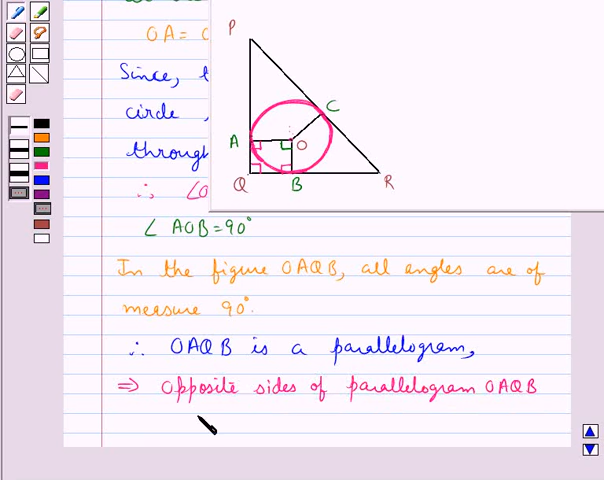 OA=
Since,
circle,
through
∴ ∠O
∠ AOB=90°
In the figure OAQB, all angles are of
measure 90°.
∴ OAQB is a parallelogram,
⇒ Opposite sides of parallelogram OAQB
P
C
A
O
Q
B
R